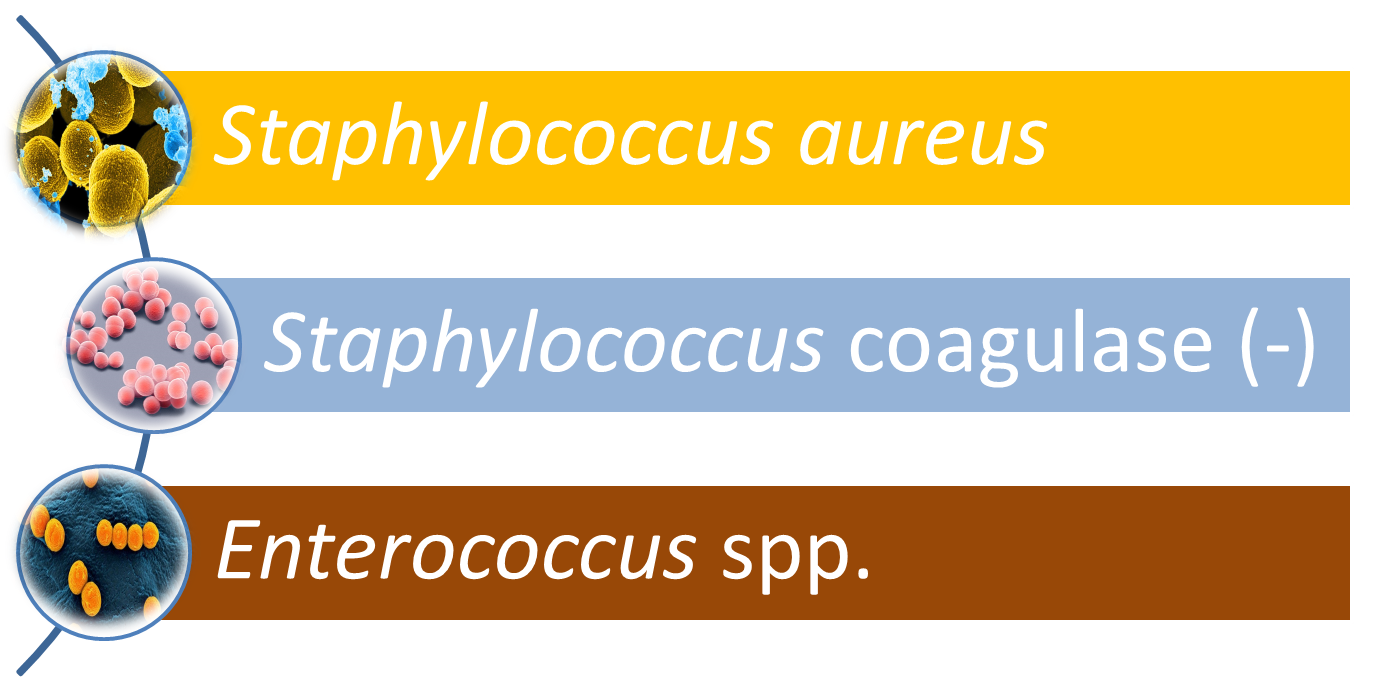 Staphylococcus aureus
Staphylococcus coagulase (-)
Enterococcus spp.